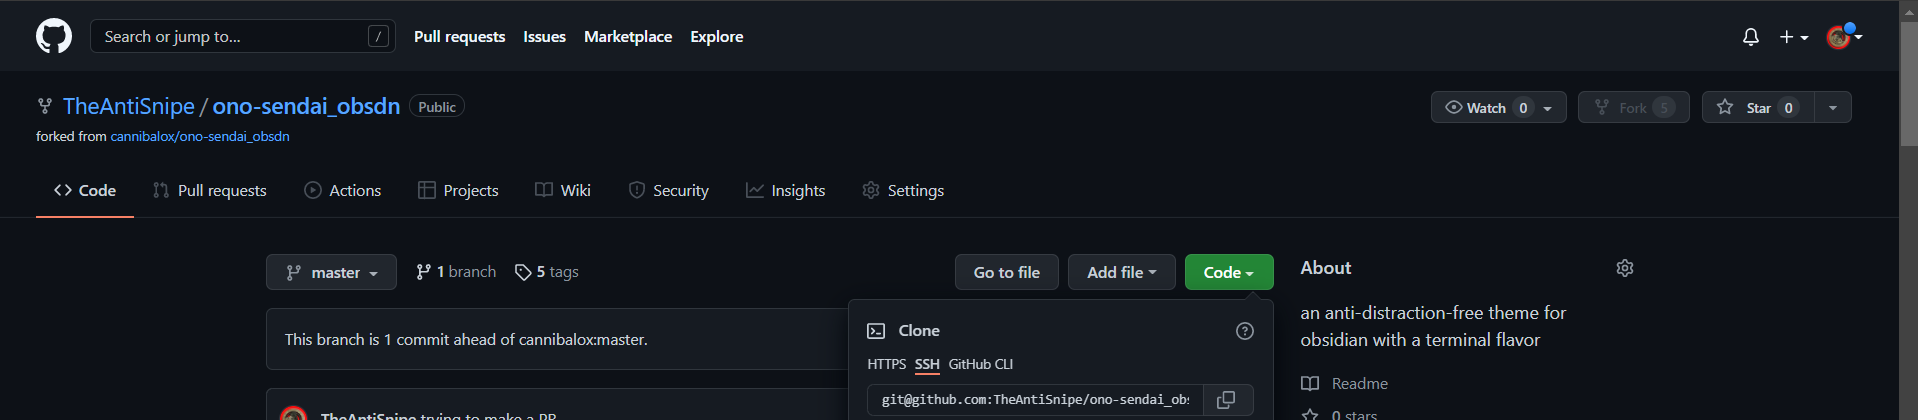 Search or jump to... / Pull requests Issues Marketplace Explore
TheAntiSnipe / ono-sendai_obsdn Public Watch 0 Fork 5 Star 0
forked from cannibalox/ono-sendai_obsdn
Code Pull requests Actions Projects Wiki Security Insights Settings
master 1 branch 5 tags Go to file Add file Code About
an anti-distraction-free theme for
obsidian with a terminal flavor
This branch is 1 commit ahead of cannibalox:master.
Clone
HTTPS SSH GitHub CLI
git@github.com:TheAntiSnipe/ono-sendai_obs
Readme
TheAntiSnipe trying to make a PR
0 stars